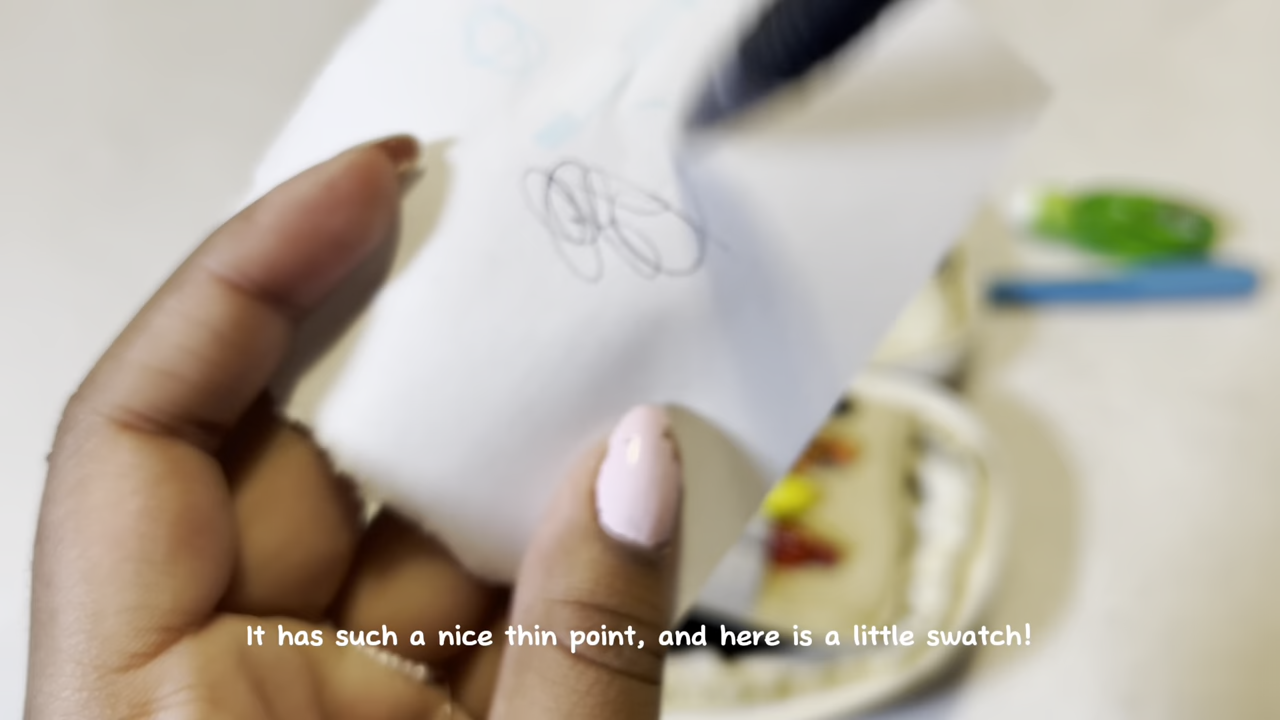 It has such a nice thin point, and here is a little swatch!